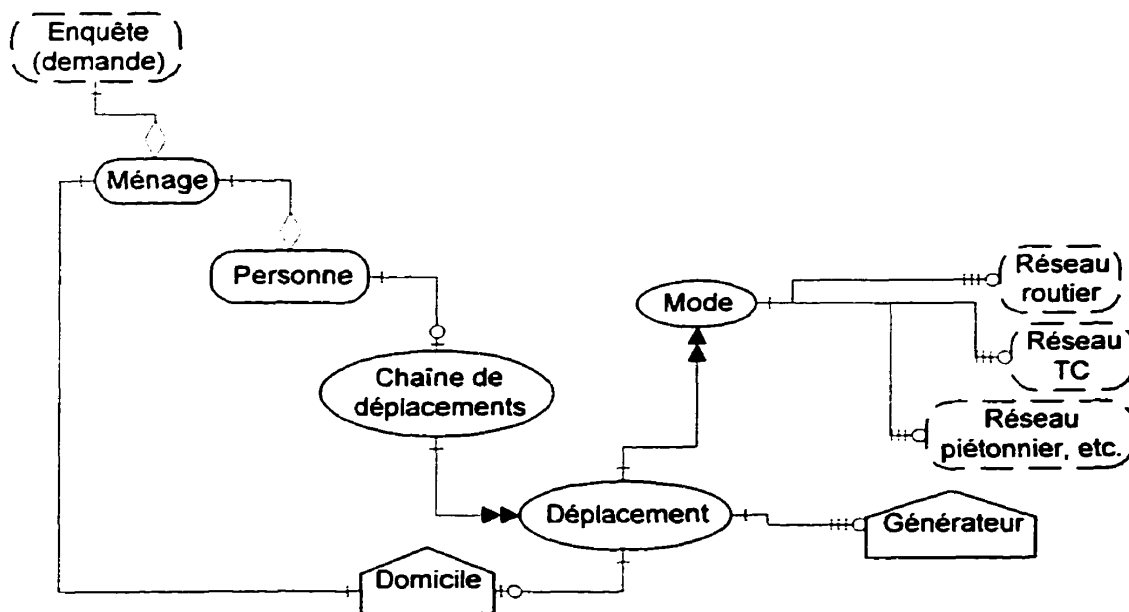 Enquête
(demande)
Ménage
Personne
Mode
Réseau
routier
Réseau
TC
Chaîne de
déplacements
Réseau
piétonnier, etc.
Déplacement
Générateur
Domicile